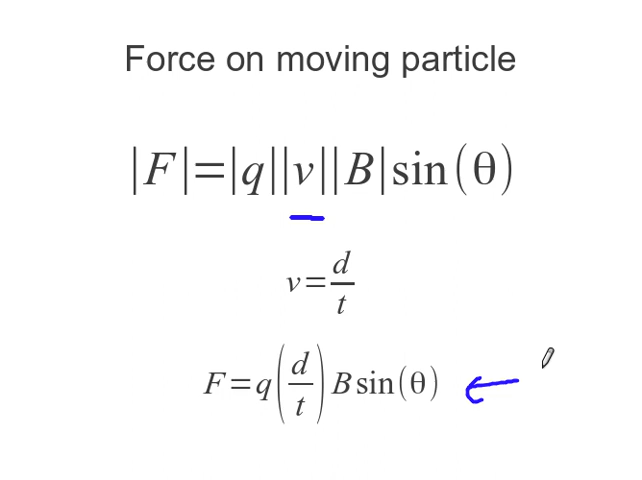 Force on moving particle
|F|=|q||v||B|sin(θ)
v=d/t
F=q(d/t)B sin(θ)